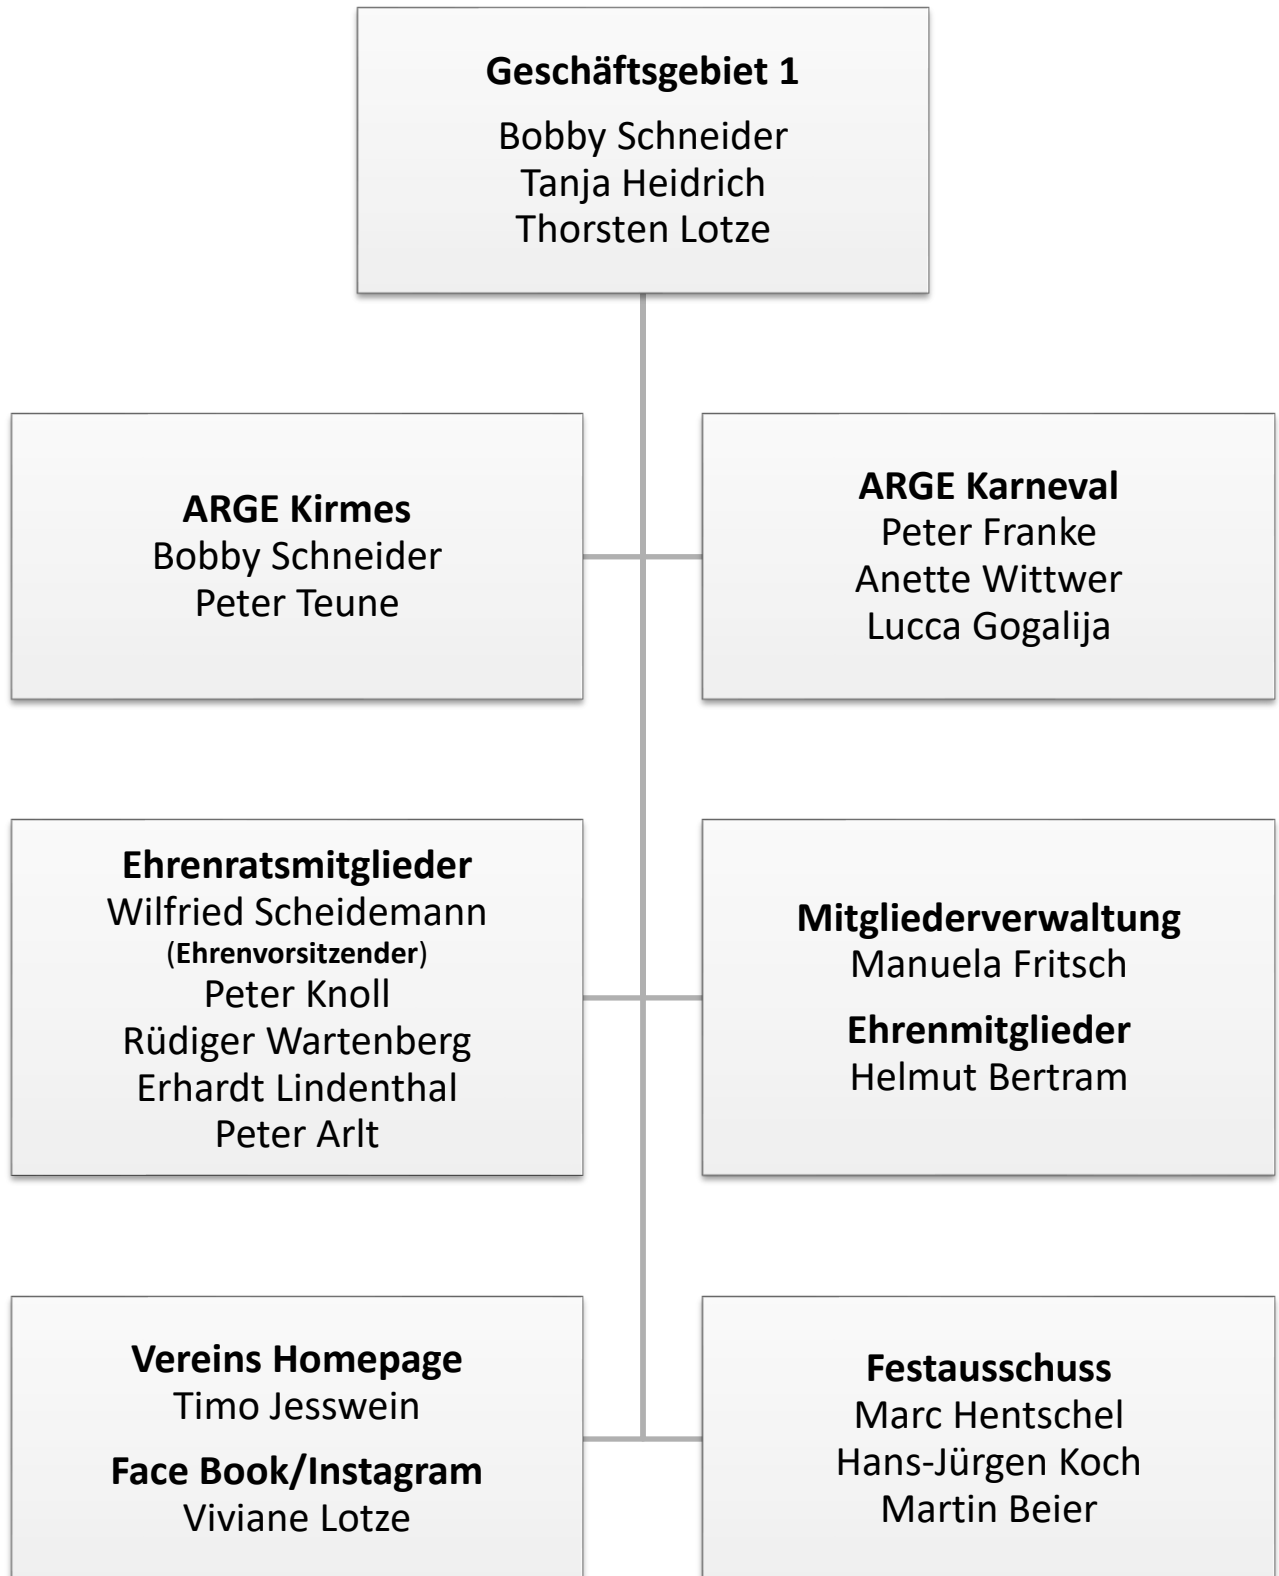 Geschäftsgebiet 1
Bobby Schneider
Tanja Heidrich
Thorsten Lotze
ARGE Kirmes
Bobby Schneider
Peter Teune
ARGE Karneval
Peter Franke
Anette Wittwer
Lucca Gogalija
Ehrenratsmitglieder
Wilfried Scheidemann
(Ehrenvorsitzender)
Peter Knoll
Rüdiger Wartenberg
Erhardt Lindenthal
Peter Arlt
Mitgliederverwaltung
Manuela Fritsch
Ehrenmitglieder
Helmut Bertram
Vereins Homepage
Timo Jesswein
Face Book/Instagram
Viviane Lotze
Festausschuss
Marc Hentschel
Hans-Jürgen Koch
Martin Beier